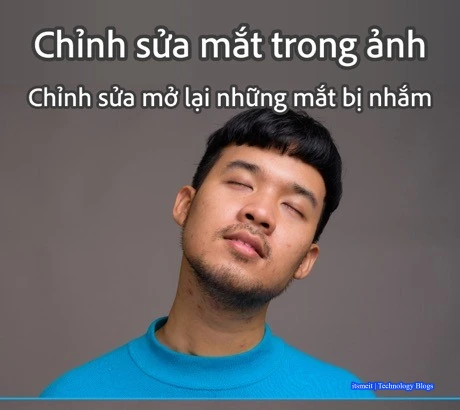 Chỉnh sửa mắt trong ảnh
Chỉnh sửa mở lại những mắt bị nhắm
itsmeit | Technology Blogs